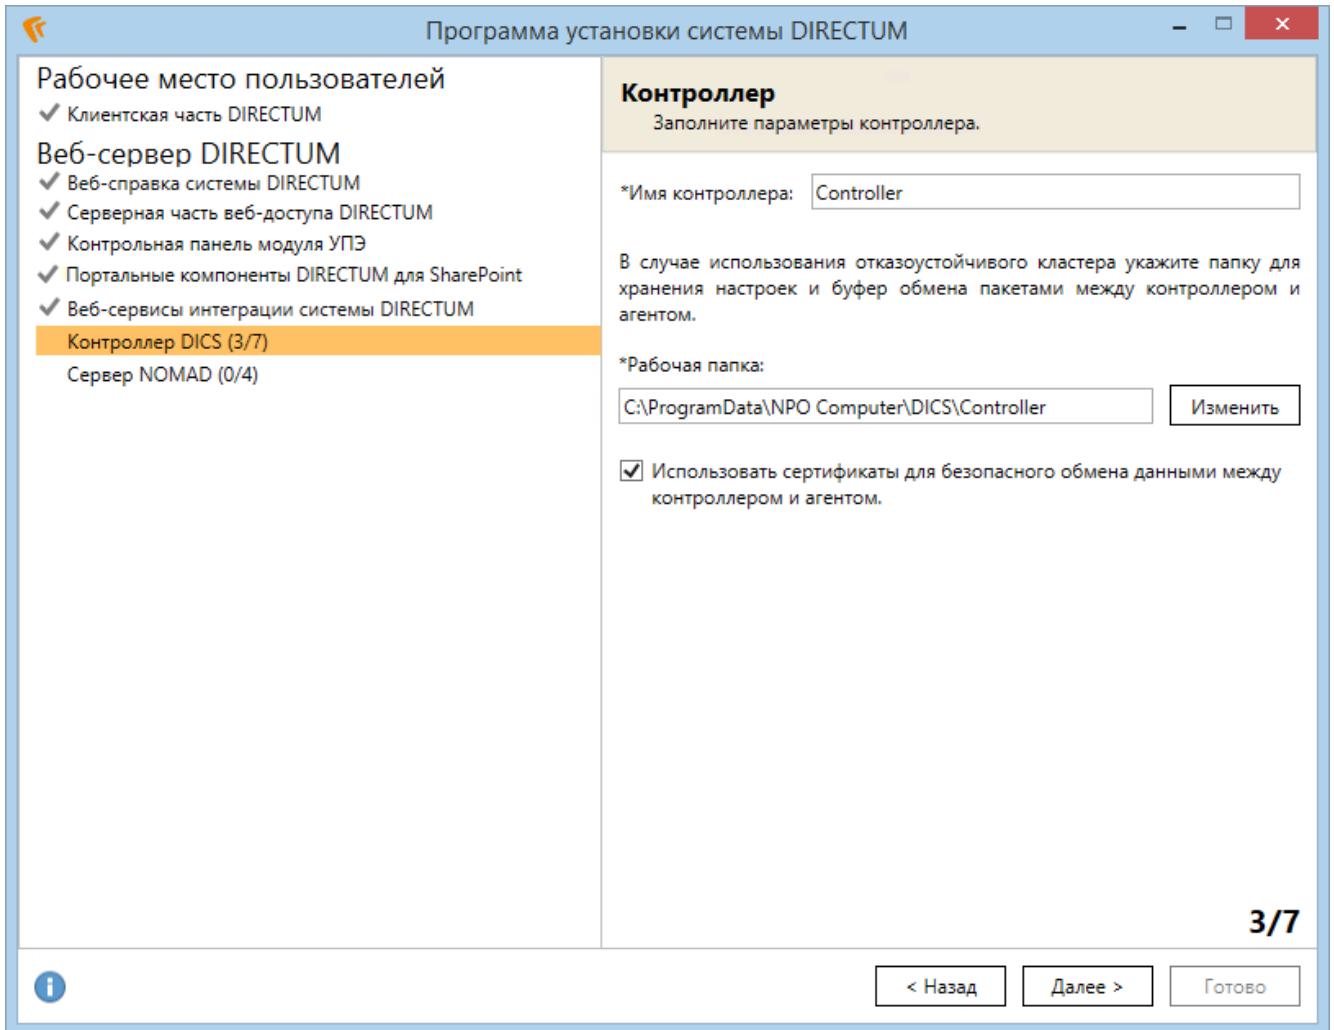 Программа установки системы DIRECTUM
Рабочее место пользователей
Клиентская часть DIRECTUM
Веб-сервер DIRECTUM
Веб-справка системы DIRECTUM
Серверная часть веб-доступа DIRECTUM
Контрольная панель модуля УПЭ
Портальные компоненты DIRECTUM для SharePoint
Веб-сервисы интеграции системы DIRECTUM
Контроллер DICS (3/7)
Сервер NOMAD (0/4)
Контроллер
Заполните параметры контроллера.
*Имя контроллера: Controller
В случае использования отказоустойчивого кластера укажите папку для
хранения настроек и буфер обмена пакетами между контроллером и
агентом.
*Рабочая папка:
C:\ProgramData\NPO Computer\DICS\Controller Изменить
Использовать сертификаты для безопасного обмена данными между
контроллером и агентом.
3/7
< Назад Далее > Готово